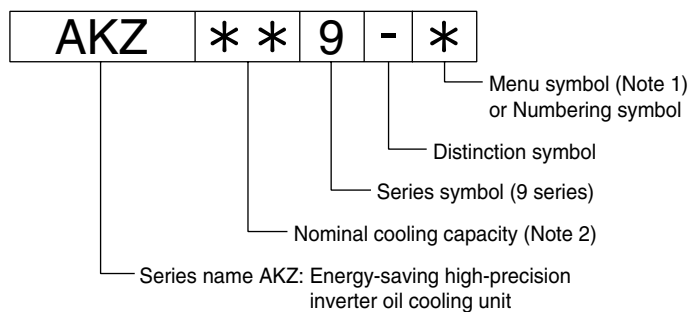 AKZ ** 9 - *
Menu symbol (Note 1)
or Numbering symbol
Distinction symbol
Series symbol (9 series)
Nominal cooling capacity (Note 2)
Series name AKZ: Energy-saving high-precision
inverter oil cooling unit